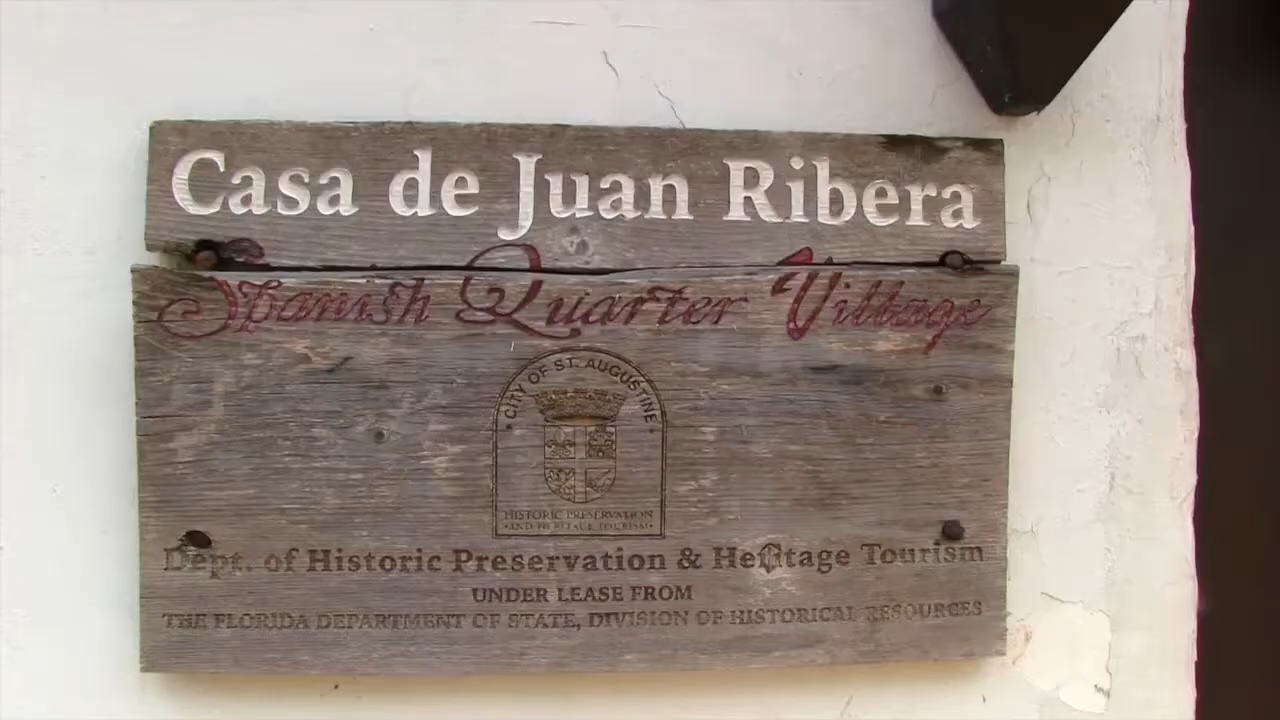 Casa de Juan Ribera
Spanish Quarter Village
• CITY OF ST. AUGUSTINE •
HISTORIC PRESERVATION
• AND HERITAGE TOURISM •
Dept. of Historic Preservation & Heritage Tourism
UNDER LEASE FROM
THE FLORIDA DEPARTMENT OF STATE, DIVISION OF HISTORICAL RESOURCES